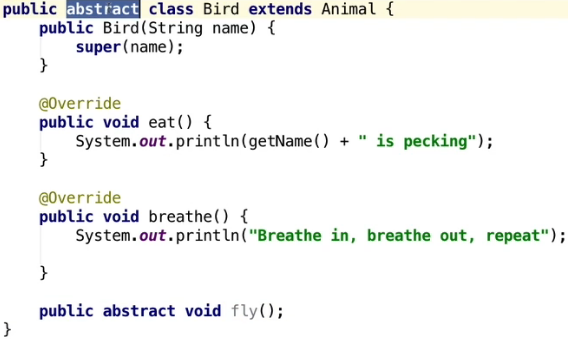 public abstract class Bird extends Animal {
    public Bird(String name) {
        super(name);
    }

    @Override
    public void eat() {
        System.out.println(getName() + " is pecking");
    }

    @Override
    public void breathe() {
        System.out.println("Breathe in, breathe out, repeat");

    }

    public abstract void fly();
}